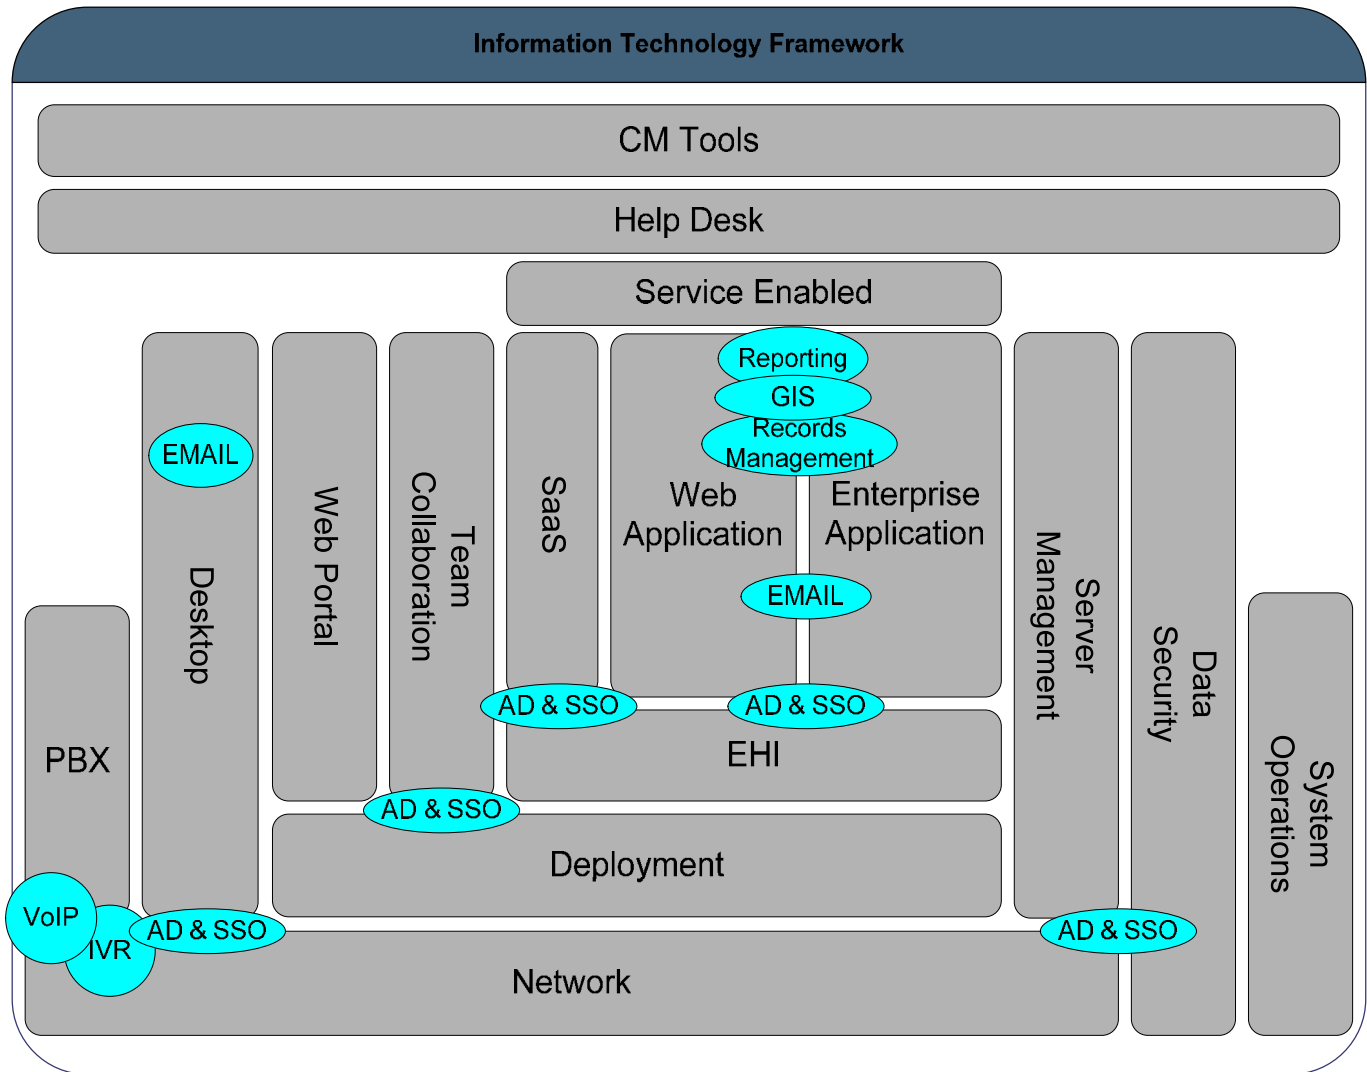 Information Technology Framework
CM Tools
Help Desk
Service Enabled
Reporting
GIS
Records
Management
EMAIL
Web
Application
Enterprise
Application
EMAIL
Desktop
Web Portal
Team
Collaboration
SaaS
Server
Management
Data
Security
System
Operations
AD & SSO
AD & SSO
PBX
EHI
AD & SSO
Deployment
VoIP
IVR
AD & SSO
AD & SSO
Network